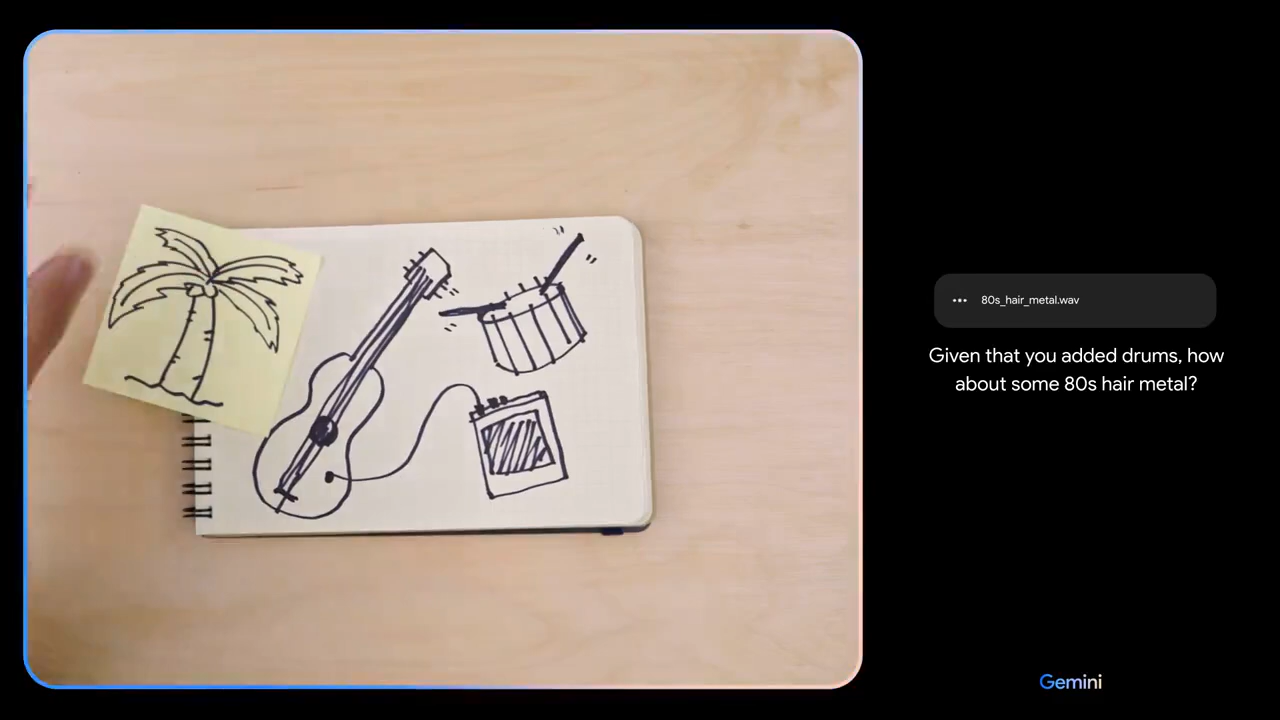 80s_hair_metal.wav
Given that you added drums, how
about some 80s hair metal?
Gemini